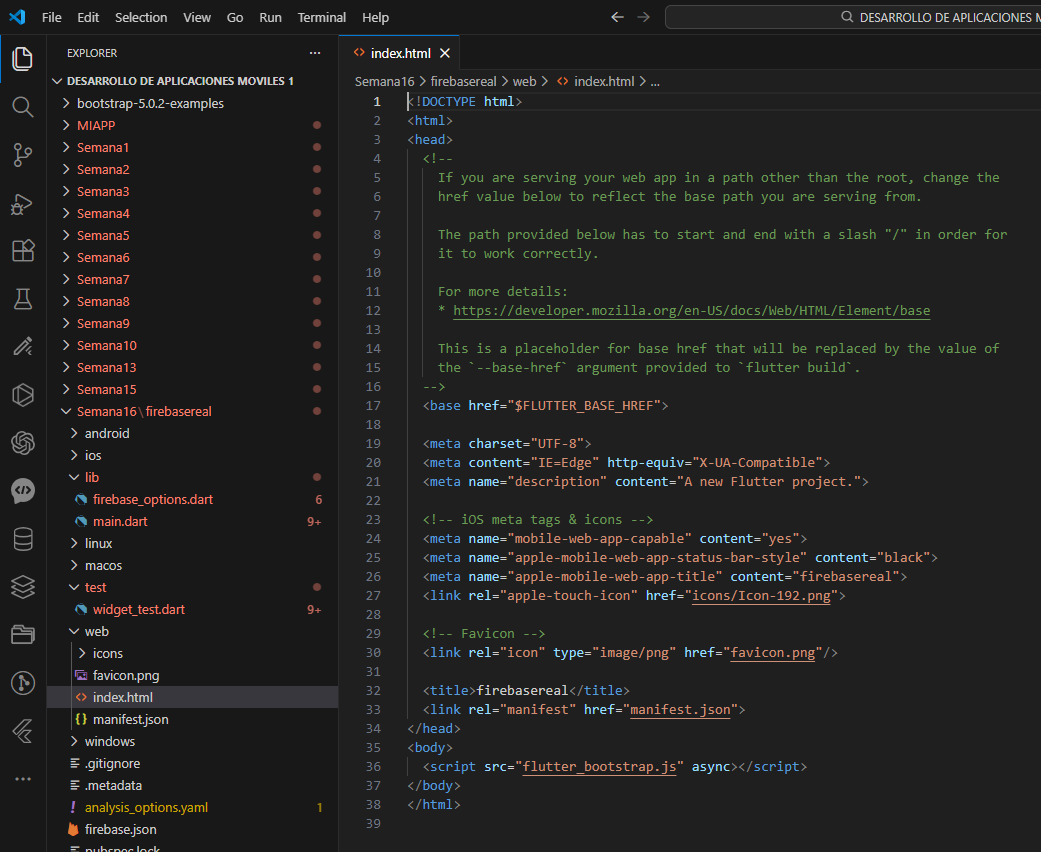 File Edit Selection View Go Run Terminal Help
DESARROLLO DE APLICACIONES M
EXPLORER
DESARROLLO DE APLICACIONES MOVILES 1
bootstrap-5.0.2-examples
MIAPP
Semana1
Semana2
Semana3
Semana4
Semana5
Semana6
Semana7
Semana8
Semana9
Semana10
Semana13
Semana15
Semana16\firebasereal
android
ios
lib
firebase_options.dart 6
main.dart 9+
linux
macos
test
widget_test.dart 9+
web
icons
favicon.png
index.html
manifest.json
windows
.gitignore
.metadata
analysis_options.yaml 1
firebase.json
pubspec.lock
index.html
Semana16 > firebasereal > web > index.html > ...
1 <!DOCTYPE html>
2 <html>
3 <head>
4 <!--
5 If you are serving your web app in a path other than the root, change the
6 href value below to reflect the base path you are serving from.
7
8 The path provided below has to start and end with a slash "/" in order for
9 it to work correctly.
10
11 For more details:
12 * https://developer.mozilla.org/en-US/docs/Web/HTML/Element/base
13
14 This is a placeholder for base href that will be replaced by the value of
15 the `--base-href` argument provided to `flutter build`.
16 -->
17 <base href="$FLUTTER_BASE_HREF">
18
19 <meta charset="UTF-8">
20 <meta content="IE=Edge" http-equiv="X-UA-Compatible">
21 <meta name="description" content="A new Flutter project.">
22
23 <!-- iOS meta tags & icons -->
24 <meta name="mobile-web-app-capable" content="yes">
25 <meta name="apple-mobile-web-app-status-bar-style" content="black">
26 <meta name="apple-mobile-web-app-title" content="firebasereal">
27 <link rel="apple-touch-icon" href="icons/Icon-192.png">
28
29 <!-- Favicon -->
30 <link rel="icon" type="image/png" href="favicon.png"/>
31
32 <title>firebasereal</title>
33 <link rel="manifest" href="manifest.json">
34 </head>
35 <body>
36 <script src="flutter_bootstrap.js" async></script>
37 </body>
38 </html>
39